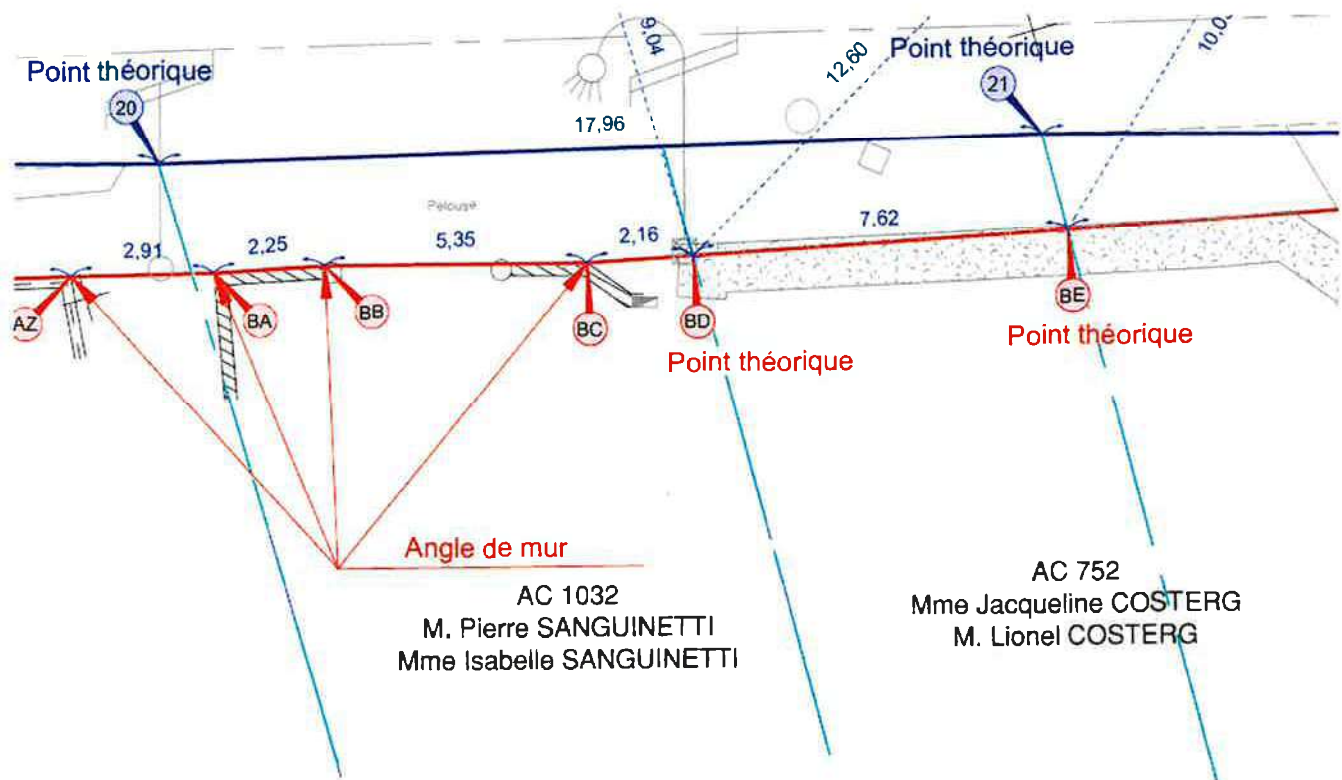 9,04
12,60
Point théorique
Point théorique
20
21
17,96
Pelouse
2,91
2,25
5,35
2,16
7.62
AZ
BA
BB
BC
BD
BE
Point théorique
Point théorique
Angle de mur
AC 1032
M. Pierre SANGUINETTI
Mme Isabelle SANGUINETTI
AC 752
Mme Jacqueline COSTERG
M. Lionel COSTERG